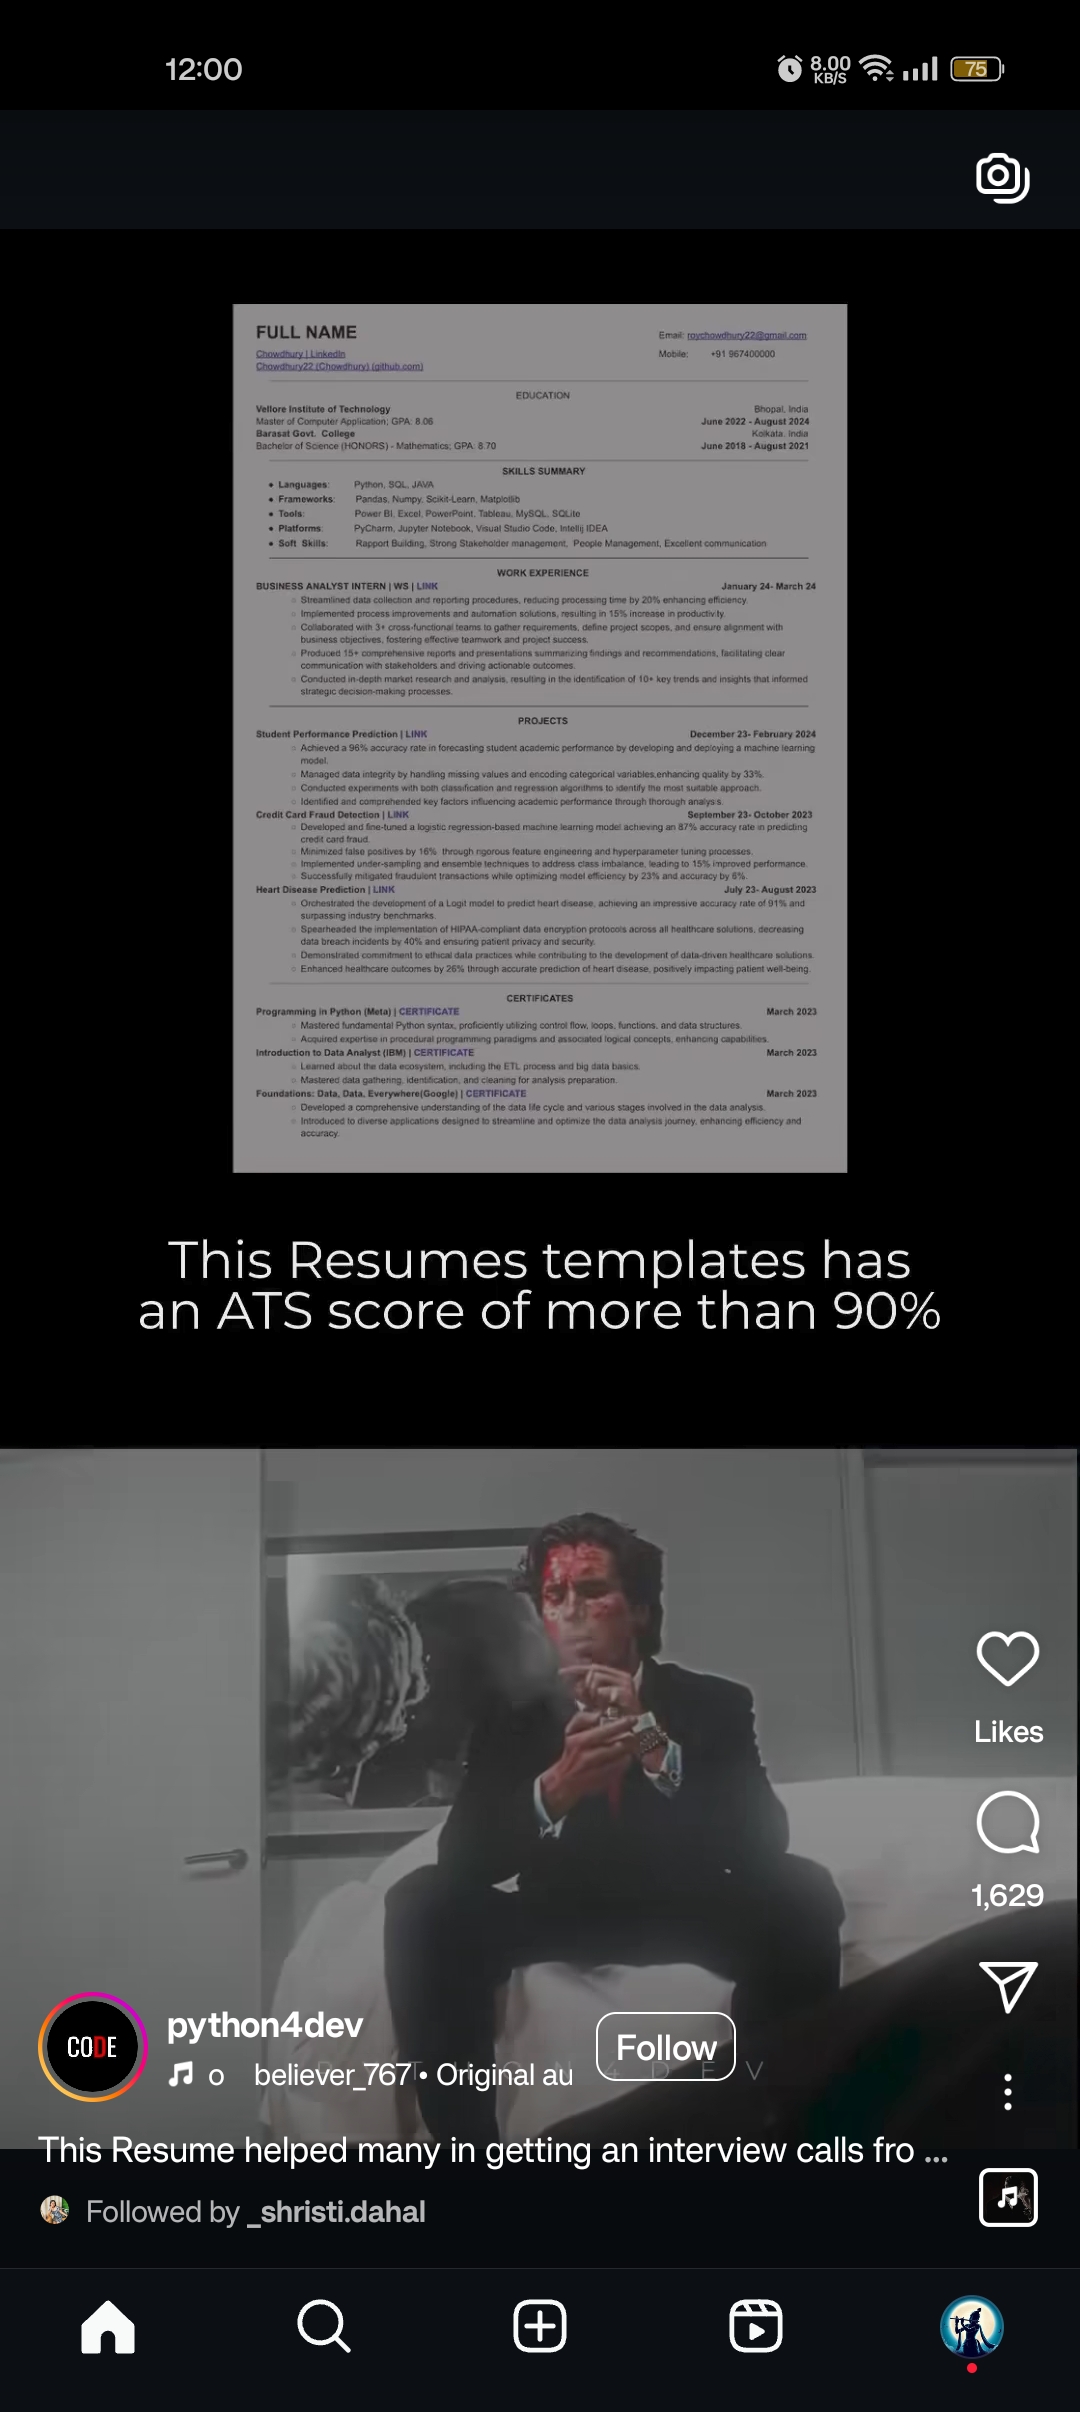 12:00
8.00
KB/S
75
FULL NAME
Email: roychowdhury22@gmail.com
Chowdhury | LinkedIn
Mobile: +91 967400000
Chowdhury22 (Chowdhury) (github.com)
EDUCATION
Vellore Institute of Technology Bhopal, India
Master of Computer Application; GPA: 8.06 June 2022 - August 2024
Barasat Govt. College Kolkata. India
Bachelor of Science (HONORS) - Mathematics; GPA: 8.70 June 2018 - August 2021
SKILLS SUMMARY
• Languages: Python, SQL, JAVA
• Frameworks: Pandas, Numpy, Scikit-Learn, Matplotlib
• Tools: Power BI, Excel, PowerPoint, Tableau, MySQL, SQLite
• Platforms: PyCharm, Jupyter Notebook, Visual Studio Code, Intellij IDEA
• Soft Skills: Rapport Building, Strong Stakeholder management, People Management, Excellent communication
WORK EXPERIENCE
BUSINESS ANALYST INTERN | WS | LINK January 24- March 24
○ Streamlined data collection and reporting procedures, reducing processing time by 20% enhancing efficiency.
○ Implemented process improvements and automation solutions, resulting in 15% increase in productivity.
○ Collaborated with 3+ cross-functional teams to gather requirements, define project scopes, and ensure alignment with
business objectives, fostering effective teamwork and project success.
○ Produced 15+ comprehensive reports and presentations summarizing findings and recommendations, facilitating clear
communication with stakeholders and driving actionable outcomes.
○ Conducted in-depth market research and analysis, resulting in the identification of 10+ key trends and insights that informed
strategic decision-making processes.
PROJECTS
Student Performance Prediction | LINK December 23- February 2024
○ Achieved a 96% accuracy rate in forecasting student academic performance by developing and deploying a machine learning
model.
○ Managed data integrity by handling missing values and encoding categorical variables,enhancing quality by 33%.
○ Conducted experiments with both classification and regression algorithms to identify the most suitable approach.
○ Identified and comprehended key factors influencing academic performance through thorough analysis.
Credit Card Fraud Detection | LINK September 23- October 2023
○ Developed and fine-tuned a logistic regression-based machine learning model achieving an 87% accuracy rate in predicting
credit card fraud.
○ Minimized false positives by 16% through rigorous feature engineering and hyperparameter tuning processes.
○ Implemented under-sampling and ensemble techniques to address class imbalance, leading to 15% improved performance.
○ Successfully mitigated fraudulent transactions while optimizing model efficiency by 23% and accuracy by 6%.
Heart Disease Prediction | LINK July 23- August 2023
○ Orchestrated the development of a Logit model to predict heart disease, achieving an impressive accuracy rate of 91% and
surpassing industry benchmarks.
○ Spearheaded the implementation of HIPAA-compliant data encryption protocols across all healthcare solutions, decreasing
data breach incidents by 40% and ensuring patient privacy and security.
○ Demonstrated commitment to ethical data practices while contributing to the development of data-driven healthcare solutions.
○ Enhanced healthcare outcomes by 26% through accurate prediction of heart disease, positively impacting patient well-being.
CERTIFICATES
Programming in Python (Meta) | CERTIFICATE March 2023
○ Mastered fundamental Python syntax, proficiently utilizing control flow, loops, functions, and data structures.
○ Acquired expertise in procedural programming paradigms and associated logical concepts, enhancing capabilities.
Introduction to Data Analyst (IBM) | CERTIFICATE March 2023
○ Learned about the data ecosystem, including the ETL process and big data basics.
○ Mastered data gathering, identification, and cleaning for analysis preparation.
Foundations: Data, Data, Everywhere(Google) | CERTIFICATE March 2023
○ Developed a comprehensive understanding of the data life cycle and various stages involved in the data analysis.
○ Introduced to diverse applications designed to streamline and optimize the data analysis journey, enhancing efficiency and
accuracy.
This Resumes templates has
an ATS score of more than 90%
Likes
1,629
CODE
python4dev
o believer_767 • Original au
Follow
This Resume helped many in getting an interview calls fro ...
Followed by _shristi.dahal